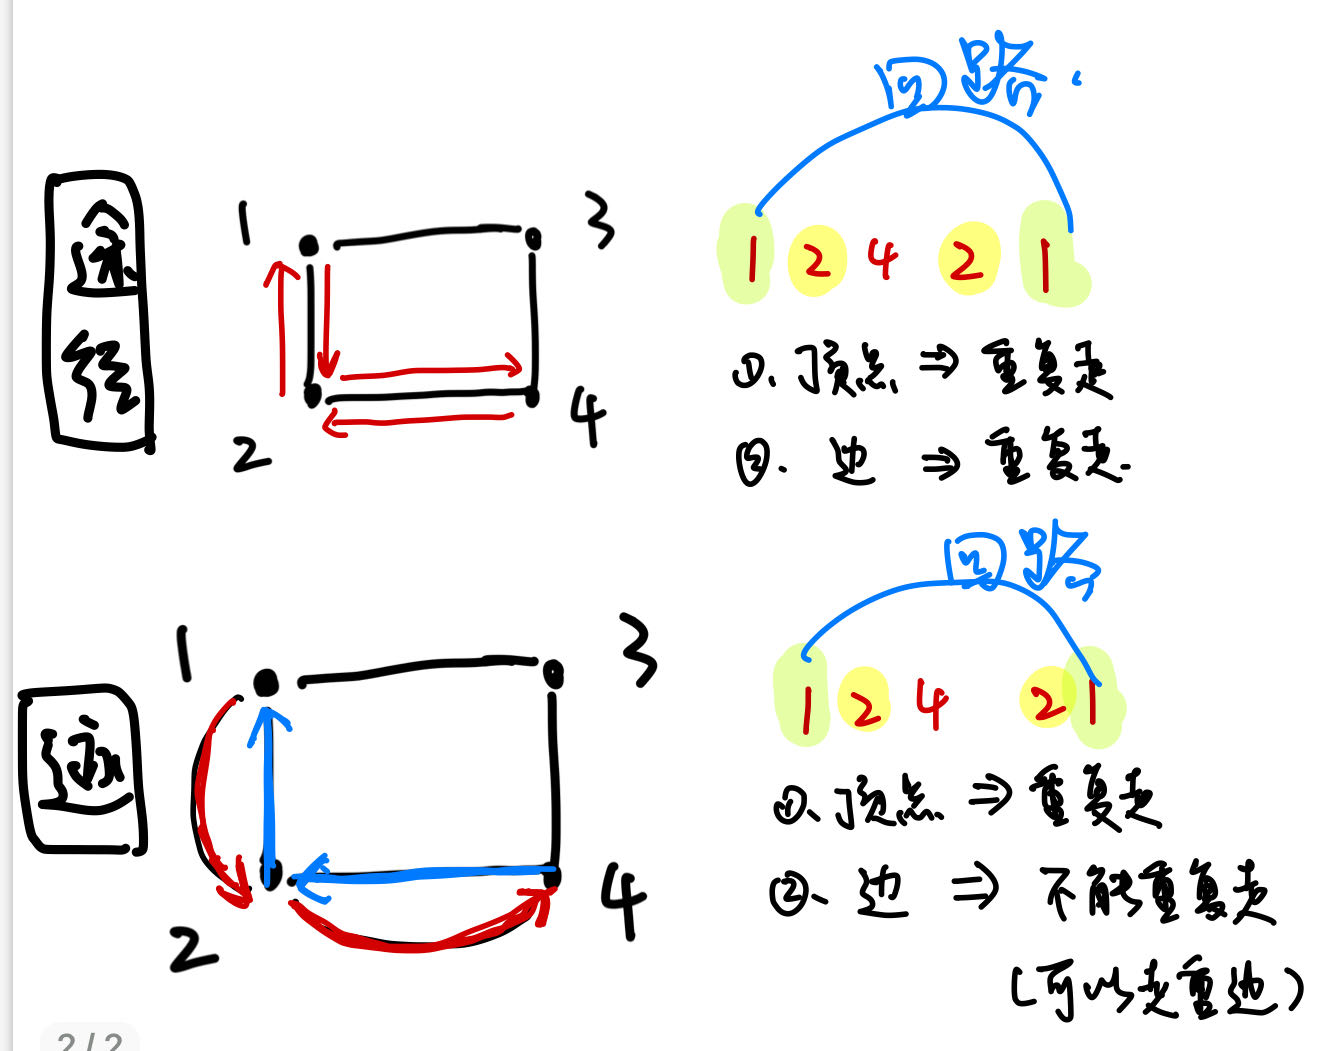 回路.
途
径
1
3
2
4
1 2 4 2 1
①. 顶点 ⇒ 重复走
②. 边 ⇒ 重复走.
回路
迹
1
3
2
4
1 2 4 2 1
①、顶点 ⇒ 重复走
②、边 ⇒ 不能重复走
(可以走重边)
2 / 2